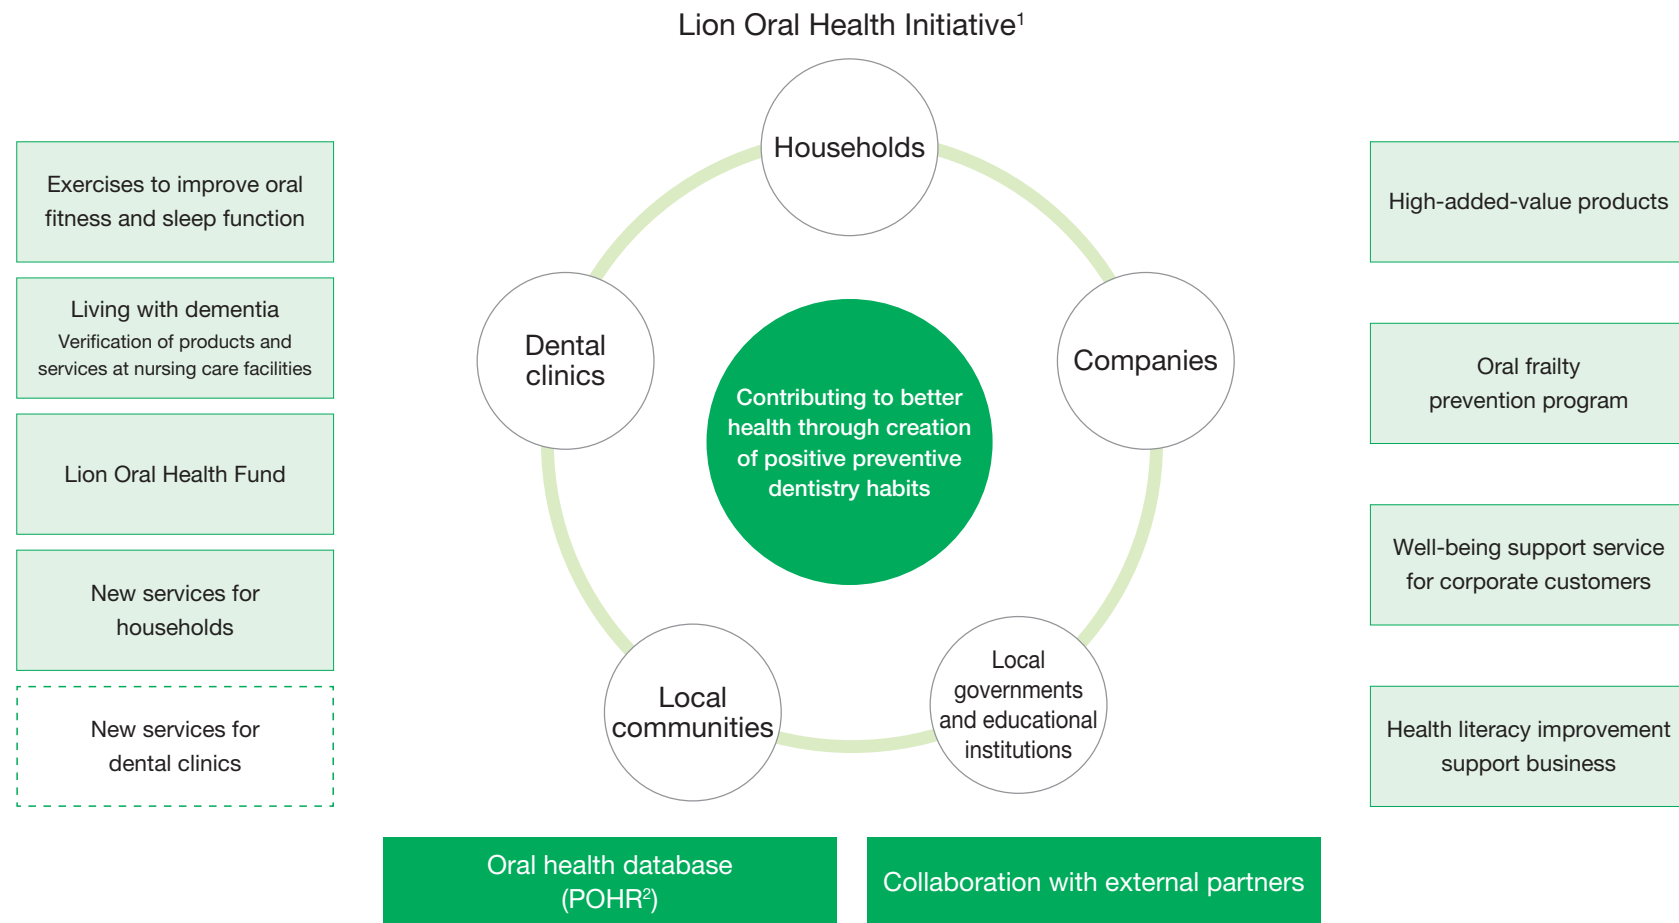 Lion Oral Health Initiative¹
Households
Dental
clinics
Companies
Contributing to better
health through creation
of positive preventive
dentistry habits
Local
communities
Local
governments
and educational
institutions
Exercises to improve oral
fitness and sleep function
Living with dementia
Verification of products and
services at nursing care facilities
Lion Oral Health Fund
New services for
households
New services for
dental clinics
High-added-value products
Oral frailty
prevention program
Well-being support service
for corporate customers
Health literacy improvement
support business
Oral health database
(POHR²)
Collaboration with external partners